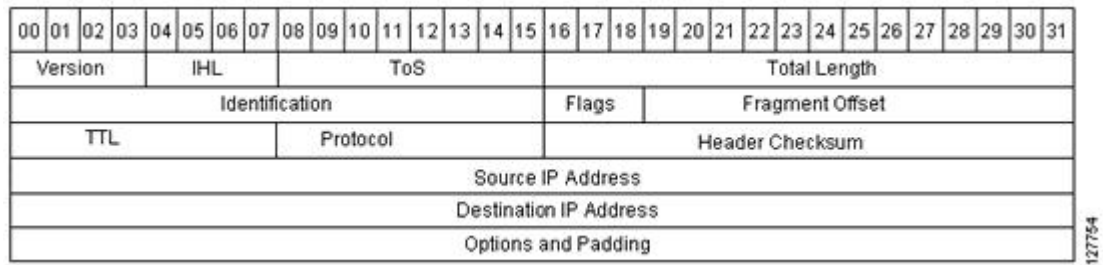 00 01 02 03 04 05 06 07 08 09 10 11 12 13 14 15 16 17 18 19 20 21 22 23 24 25 26 27 28 29 30 31
Version IHL ToS Total Length
Identification Flags Fragment Offset
TTL Protocol Header Checksum
Source IP Address
Destination IP Address
Options and Padding
127754